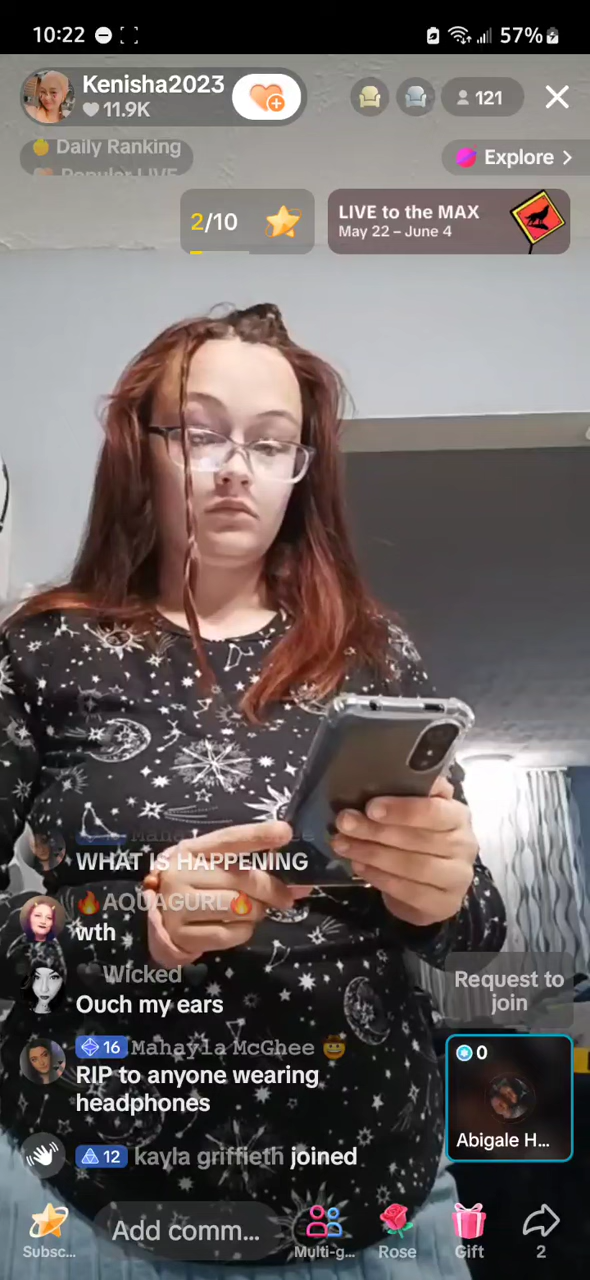 10:22
57%
Kenisha2023
11.9K
121
Daily Ranking
Popular LIVE
Explore >
2/10
LIVE to the MAX
May 22 – June 4
WHAT IS HAPPENING
🔥AQUAGURL🔥
wth
🖤Wicked🖤
Ouch my ears
16 Mahayla McGhee 🤠
RIP to anyone wearing
headphones
12 kayla griffieth joined
Request to
join
0
Abigale H...
Add comm...
Subsc...
Multi-g...
Rose
Gift
2